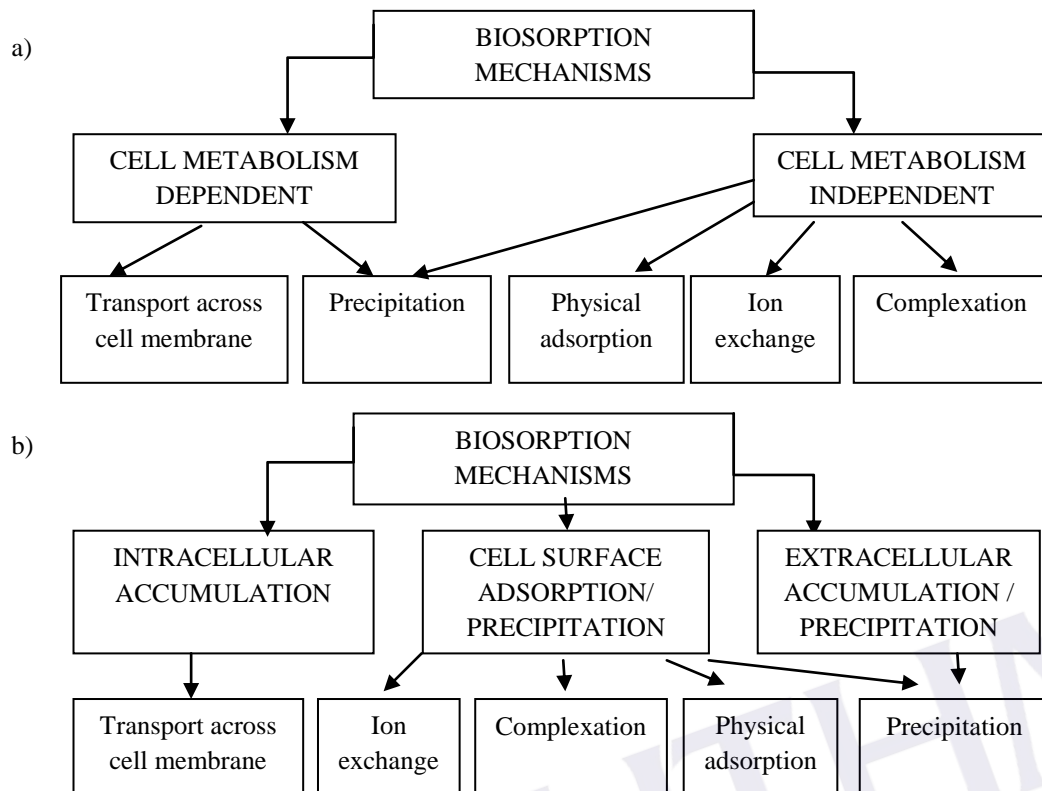 a)
BIOSORPTION
MECHANISMS
CELL METABOLISM
DEPENDENT
CELL METABOLISM
INDEPENDENT
Transport across
cell membrane
Precipitation
Physical
adsorption
Ion
exchange
Complexation
b)
BIOSORPTION
MECHANISMS
INTRACELLULAR
ACCUMULATION
CELL SURFACE
ADSORPTION/
PRECIPITATION
EXTRACELLULAR
ACCUMULATION /
PRECIPITATION
Transport across
cell membrane
Ion
exchange
Complexation
Physical
adsorption
Precipitation